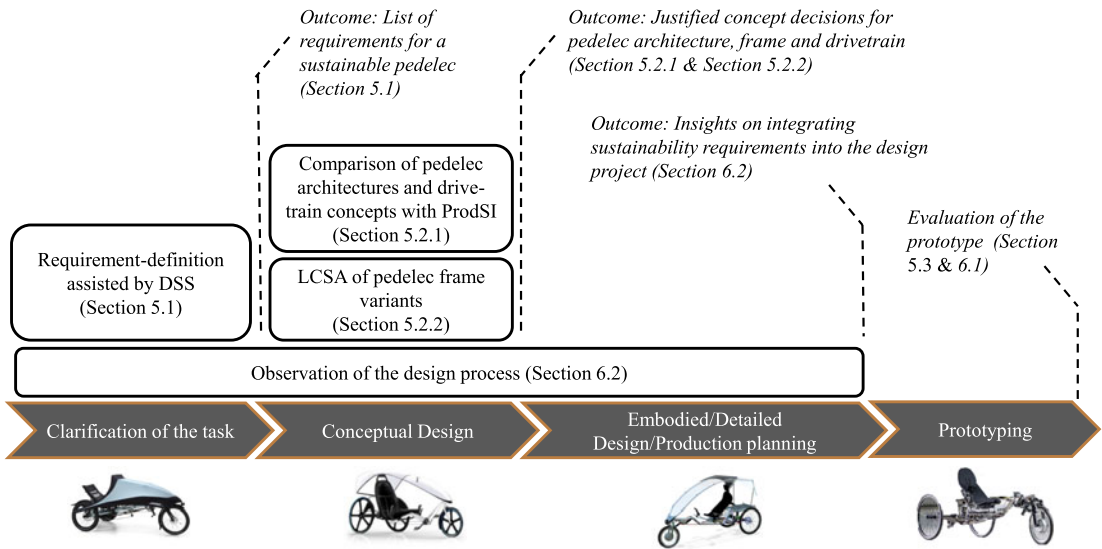 Outcome: List of
requirements for a
sustainable pedelec
(Section 5.1)
Outcome: Justified concept decisions for
pedelec architecture, frame and drivetrain
(Section 5.2.1 & Section 5.2.2)
Outcome: Insights on integrating
sustainability requirements into the design
project (Section 6.2)
Evaluation of the
prototype (Section
5.3 & 6.1)
Comparison of pedelec
architectures and drive-
train concepts with ProdSI
(Section 5.2.1)
Requirement-definition
assisted by DSS
(Section 5.1)
LCSA of pedelec frame
variants
(Section 5.2.2)
Observation of the design process (Section 6.2)
Clarification of the task
Conceptual Design
Embodied/Detailed
Design/Production planning
Prototyping